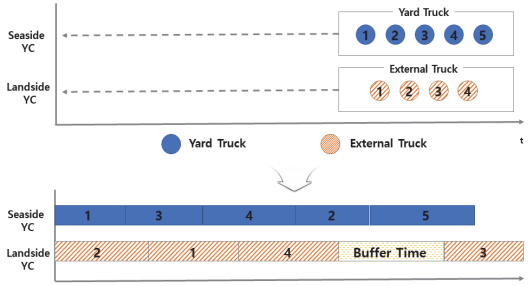 Yard Truck
Seaside
YC
1 2 3 4 5
External Truck
Landside
YC
1 2 3 4
t
Yard Truck
External Truck
Seaside
YC
1 3 4 2 5
Landside
YC
2 1 4 Buffer Time 3